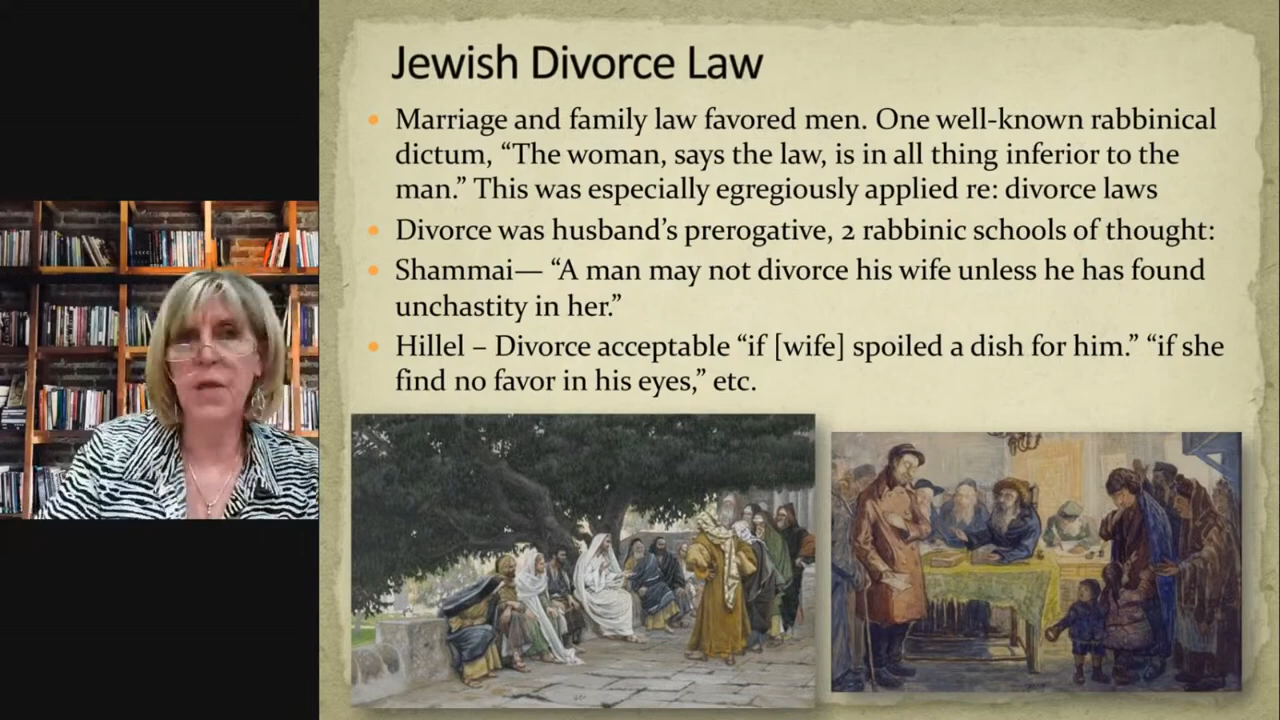 Jewish Divorce Law
• Marriage and family law favored men. One well-known rabbinical
dictum, “The woman, says the law, is in all thing inferior to the
man.” This was especially egregiously applied re: divorce laws
• Divorce was husband’s prerogative, 2 rabbinic schools of thought:
• Shammai— “A man may not divorce his wife unless he has found
unchastity in her.”
• Hillel – Divorce acceptable “if [wife] spoiled a dish for him.” “if she
find no favor in his eyes,” etc.